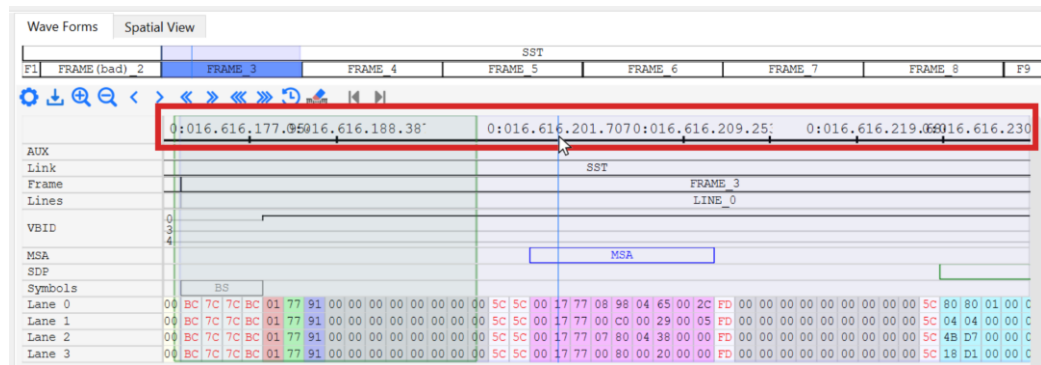 Wave Forms Spatial View
SST
F1 FRAME(bad)_2 FRAME_3 FRAME_4 FRAME_5 FRAME_6 FRAME_7 FRAME_8 F9
0:016.616.201.707 0:016.616.209.25
AUX
Link SST
Frame FRAME_3
Lines LINE_0
VBID 0 3 4
MSA MSA
SDP
Symbols BS
Lane 0 00 BC 7C 7C BC 01 77 91 00 00 00 00 00 00 00 00 00 5C 5C 00 17 77 08 98 04 65 00 2C FD 00 00 00 00 00 00 00 00 00 5C 80 80 01 00
Lane 1 00 BC 7C 7C BC 01 77 91 00 00 00 00 00 00 00 00 00 5C 5C 00 17 77 00 C0 00 29 00 05 FD 00 00 00 00 00 00 00 00 00 5C 04 04 00 00
Lane 2 00 BC 7C 7C BC 01 77 91 00 00 00 00 00 00 00 00 00 5C 5C 00 17 77 07 80 04 38 00 00 FD 00 00 00 00 00 00 00 00 00 5C 4B D7 00 00
Lane 3 00 BC 7C 7C BC 01 77 91 00 00 00 00 00 00 00 00 00 5C 5C 00 17 77 00 80 00 20 00 00 FD 00 00 00 00 00 00 00 00 00 5C 18 D1 00 00